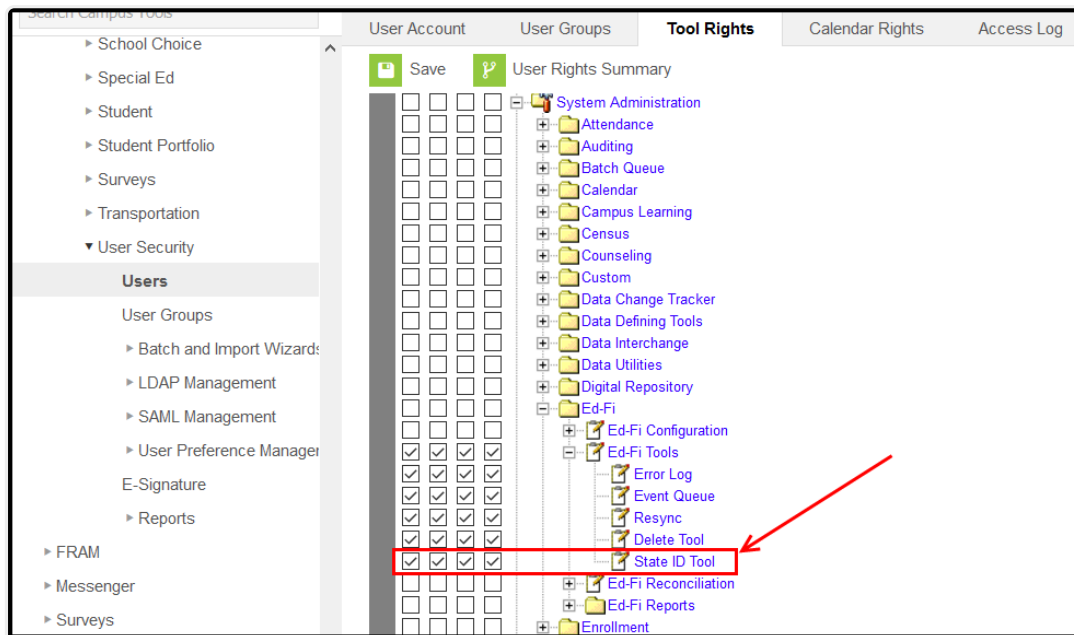 Search Campus Tools
School Choice
Special Ed
Student
Student Portfolio
Surveys
Transportation
User Security
Users
User Groups
Batch and Import Wizards
LDAP Management
SAML Management
User Preference Manager
E-Signature
Reports
FRAM
Messenger
Surveys
User Account User Groups Tool Rights Calendar Rights Access Log
Save User Rights Summary
System Administration
Attendance
Auditing
Batch Queue
Calendar
Campus Learning
Census
Counseling
Custom
Data Change Tracker
Data Defining Tools
Data Interchange
Data Utilities
Digital Repository
Ed-Fi
Ed-Fi Configuration
Ed-Fi Tools
Error Log
Event Queue
Resync
Delete Tool
State ID Tool
Ed-Fi Reconciliation
Ed-Fi Reports
Enrollment